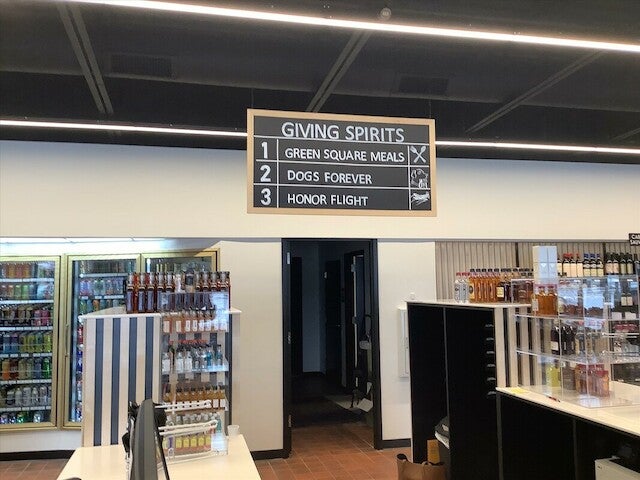 GIVING SPIRITS
1 GREEN SQUARE MEALS
2 DOGS FOREVER
3 HONOR FLIGHT